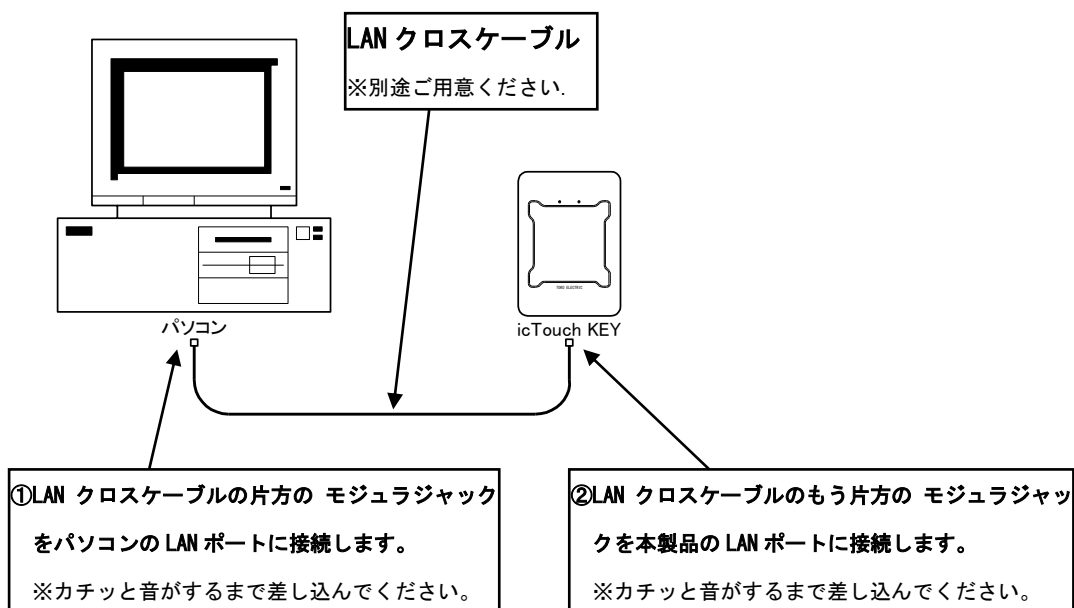 LAN クロスケーブル
※別途ご用意ください.
TOHO ELECTRIC
パソコン
icTouch KEY
①LAN クロスケーブルの片方の モジュラジャック
をパソコンの LAN ポートに接続します。
※カチッと音がするまで差し込んでください。
②LAN クロスケーブルのもう片方の モジュラジャッ
クを本製品の LAN ポートに接続します。
※カチッと音がするまで差し込んでください。